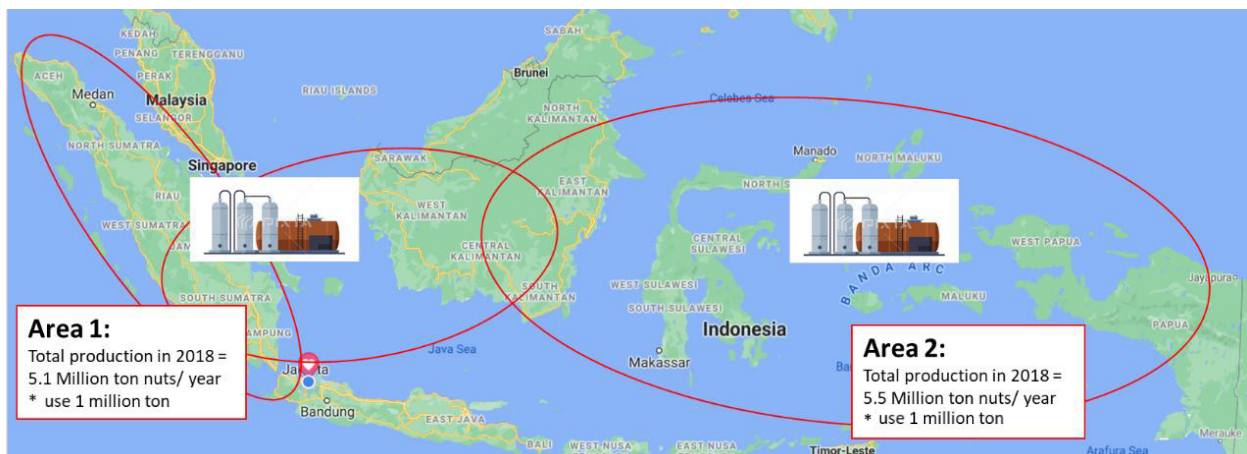 KEDAH
SABAH
PENANG
TERENGGANU
ACEH
PERAK
Brunei
Medan
Malaysia
RIAU ISLANDS
Celebes Sea
SELANGOR
NORTH
KALIMANTAN
NORTH SUMATRA
SARAWAK
Manado
Singapore
NORTH MALUKU
RIAU
EAST
KALIMANTAN
WEST
KALIMANTAN
WEST SUMATRA
CENTRAL
KALIMANTAN
CENTRAL
SULAWESI
WEST PAPUA
BANDA ARC
Jayapura
SOUTH
KALIMANTAN
WEST SULAWESI
MALUKU
SOUTH SUMATRA
SOUTH SULAWESI
PAPUA
Indonesia
Java Sea
Makassar
Area 1:
Total production in 2018 =
5.1 Million ton nuts/ year
* use 1 million ton
Area 2:
Total production in 2018 =
5.5 Million ton nuts/ year
* use 1 million ton
Bandung
EAST JAVA
BALI
WEST NUSA
EAST NUSA
Timor-Leste
Arafura Sea
Merauke